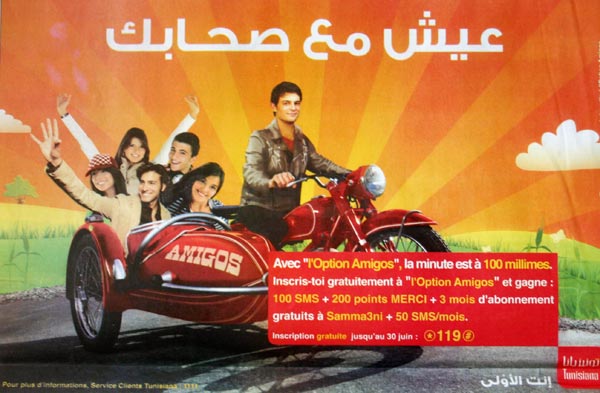 عيش مع صحابك
AMIGOS
Avec "l'Option Amigos", la minute est à 100 millimes.
Inscris-toi gratuitement à "l'Option Amigos" et gagne :
100 SMS + 200 points MERCI + 3 mois d'abonnement
gratuits à Samma3ni + 50 SMS/mois.
Inscription gratuite jusqu'au 30 juin : *119#
Pour plus d'informations, Service Clients Tunisiana : 1111
إنت الأولى
تونسيانا
Tunisiana